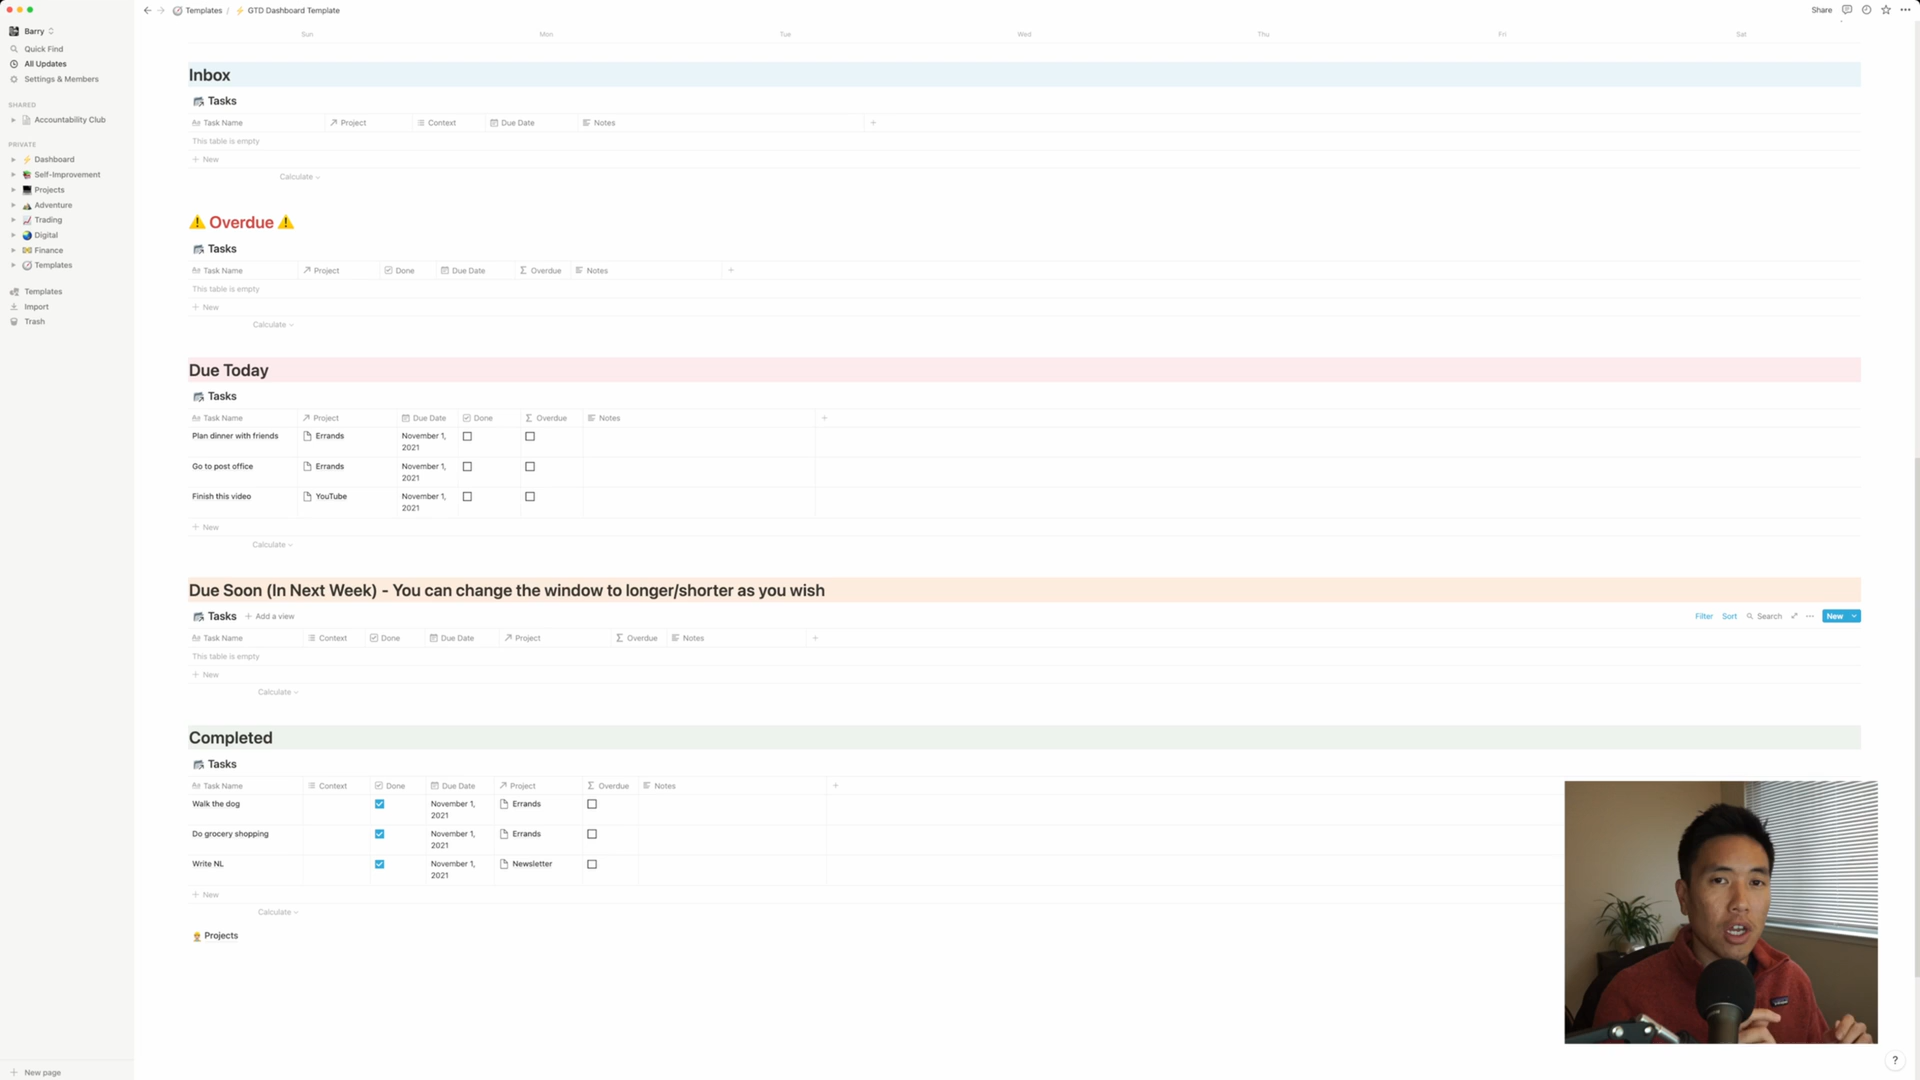 Barry
Quick Find
All Updates
Settings & Members
SHARED
Accountability Club
PRIVATE
Dashboard
Self-Improvement
Projects
Adventure
Trading
Digital
Finance
Templates
Templates
Import
Trash
New page
Templates / GTD Dashboard Template
Share
Sun Mon Tue Wed Thu Fri Sat
Inbox
Tasks
Aa Task Name Project Context Due Date Notes +
This table is empty
+ New
Calculate
Overdue
Tasks
Aa Task Name Project Done Due Date Σ Overdue Notes +
This table is empty
+ New
Calculate
Due Today
Tasks
Aa Task Name Project Due Date Done Σ Overdue Notes +
Plan dinner with friends Errands November 1,
2021
Go to post office Errands November 1,
2021
Finish this video YouTube November 1,
2021
+ New
Calculate
Due Soon (In Next Week) - You can change the window to longer/shorter as you wish
Tasks + Add a view Filter Sort Search New
Aa Task Name Context Done Due Date Project Σ Overdue Notes +
This table is empty
+ New
Calculate
Completed
Tasks
Aa Task Name Context Done Due Date Project Σ Overdue Notes +
Walk the dog November 1, Errands
2021
Do grocery shopping November 1, Errands
2021
Write NL November 1, Newsletter
2021
+ New
Calculate
Projects
?